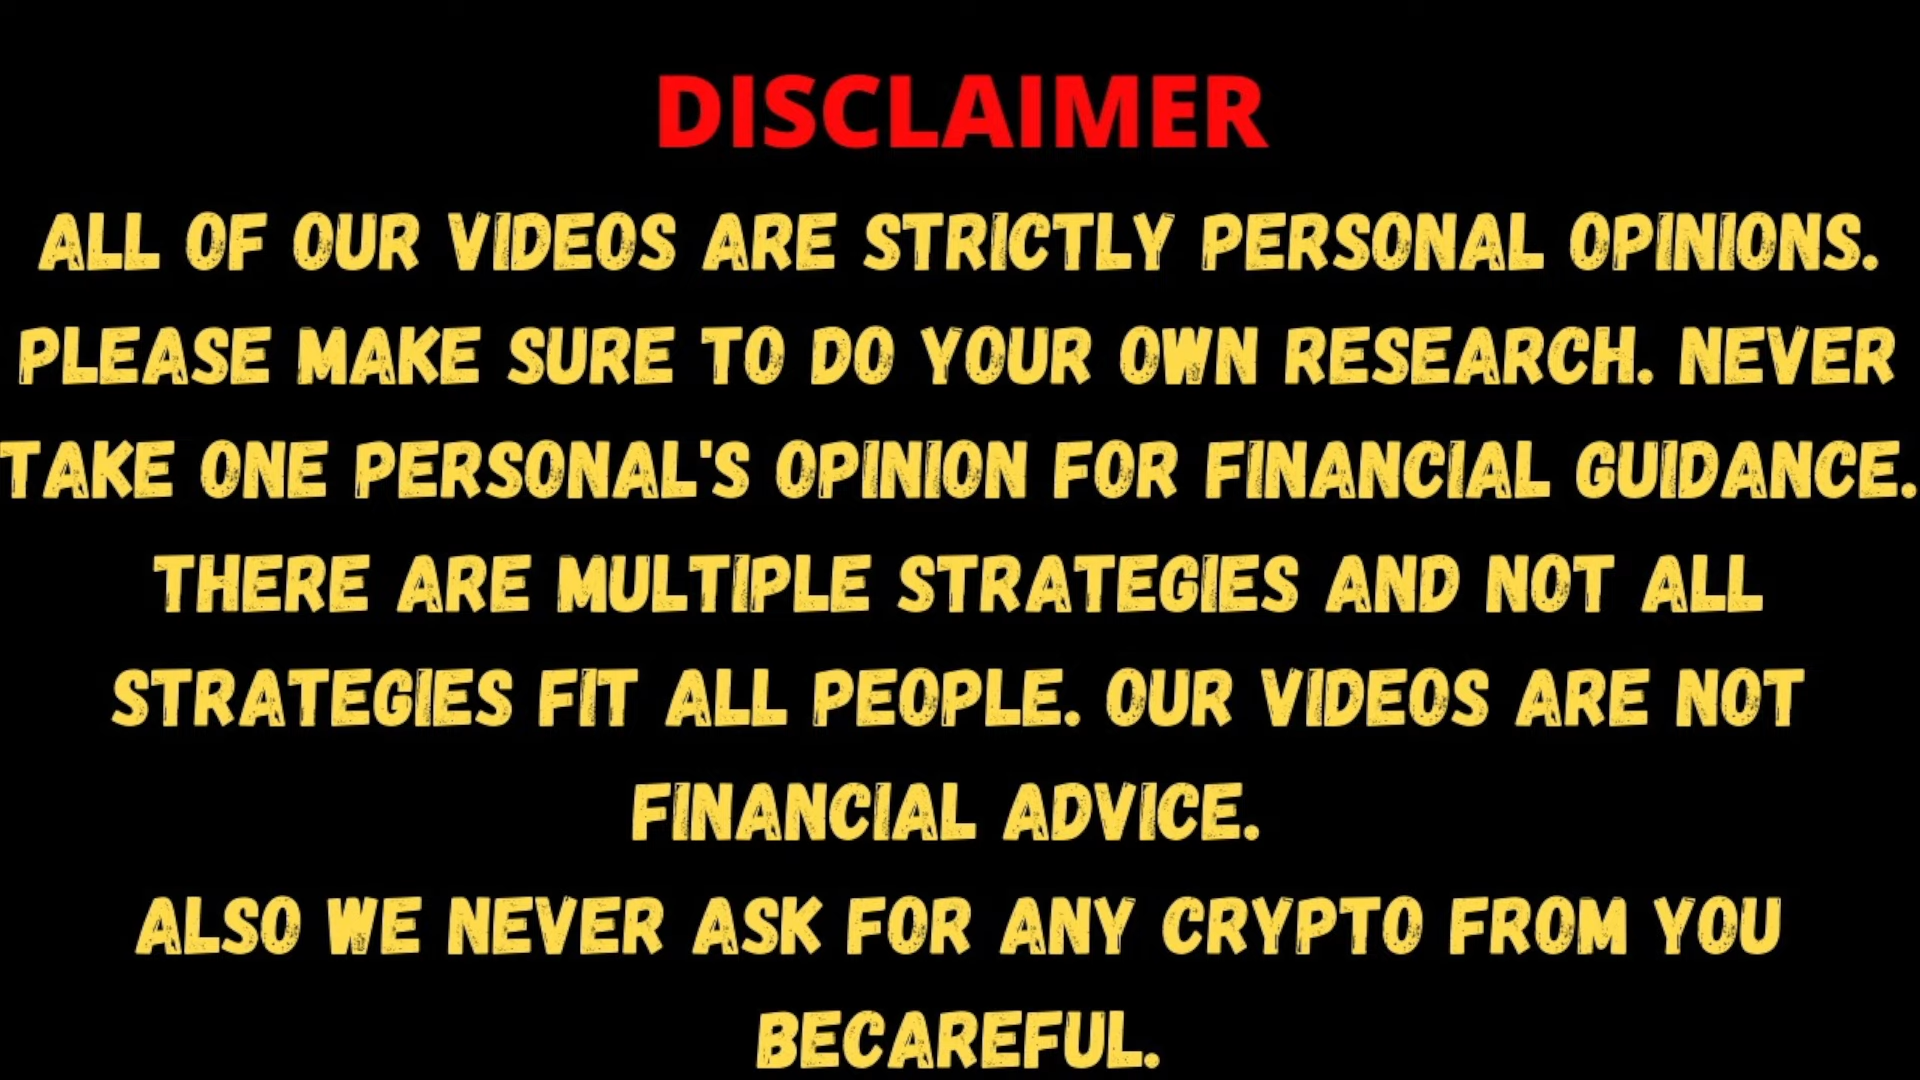 DISCLAIMER
ALL OF OUR VIDEOS ARE STRICTLY PERSONAL OPINIONS.
PLEASE MAKE SURE TO DO YOUR OWN RESEARCH. NEVER
TAKE ONE PERSONAL'S OPINION FOR FINANCIAL GUIDANCE.
THERE ARE MULTIPLE STRATEGIES AND NOT ALL
STRATEGIES FIT ALL PEOPLE. OUR VIDEOS ARE NOT
FINANCIAL ADVICE.
ALSO WE NEVER ASK FOR ANY CRYPTO FROM YOU
BECAREFUL.